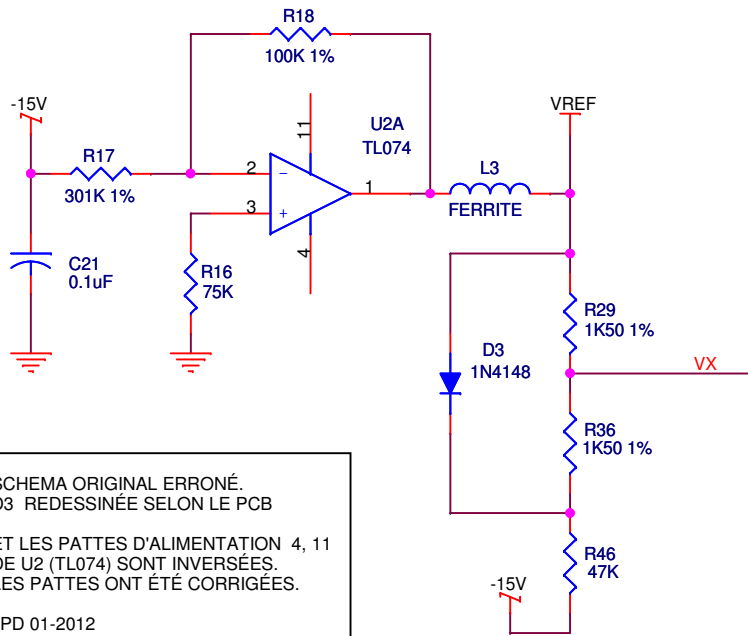 R18
100K 1%
-15V
11
U2A
TL074
VREF
R17
301K 1%
2
1
L3
FERRITE
3
4
C21
0.1uF
R16
75K
R29
1K50 1%
D3
1N4148
VX
R36
1K50 1%
SCHEMA ORIGINAL ERRONÉ.
D3 REDESSINÉE SELON LE PCB
ET LES PATTES D'ALIMENTATION 4, 11
DE U2 (TL074) SONT INVERSÉES.
LES PATTES ONT ÉTÉ CORRIGÉES.
PD 01-2012
R46
47K
-15V